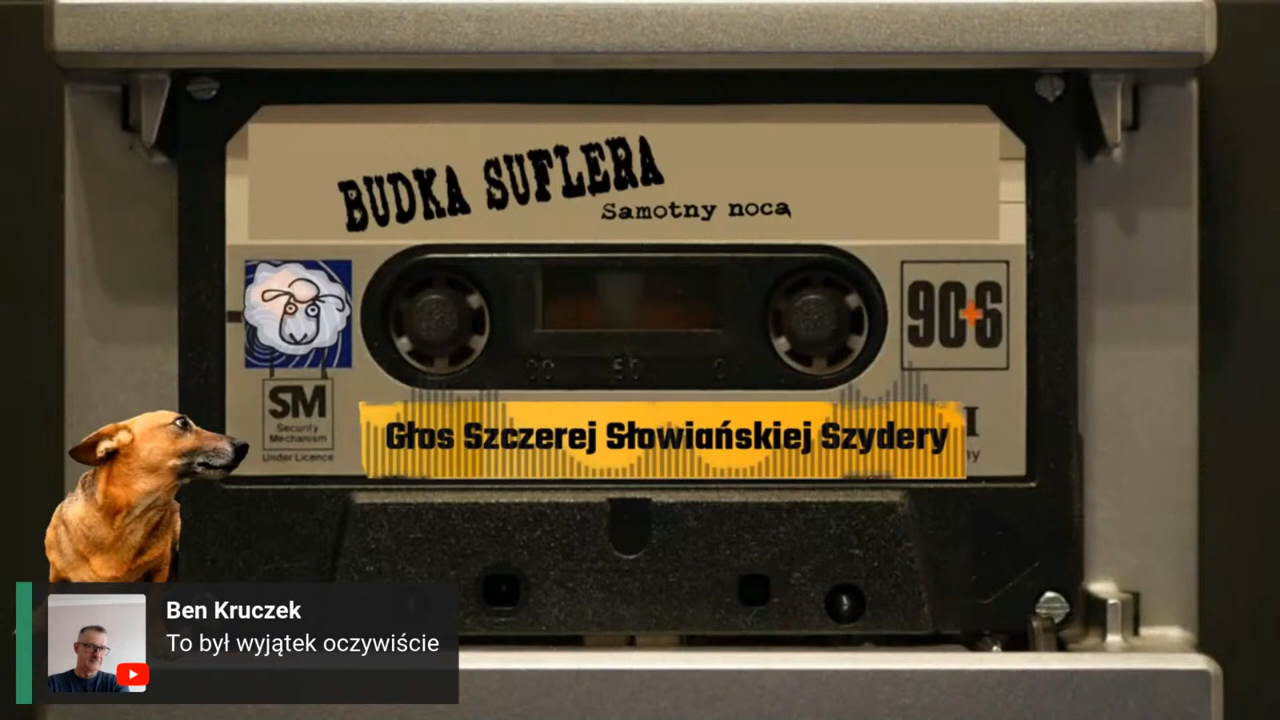 BUDKA SUFLERA
Samotny nocą
90+6
SM
Security
Mechanism
Under Licence
Głos Szczerej Słowiańskiej Szydery
Ben Kruczek
To był wyjątek oczywiście